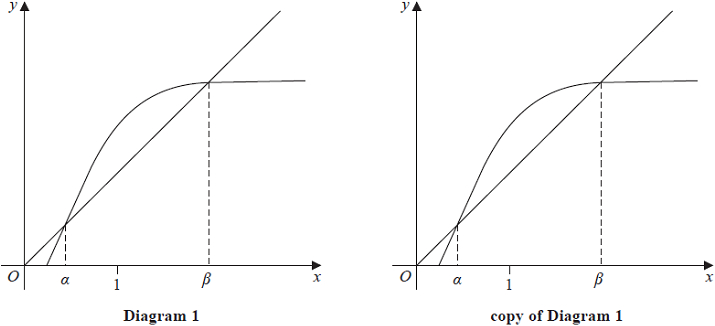 y
O α 1 β x
Diagram 1
y
O α 1 β x
copy of Diagram 1